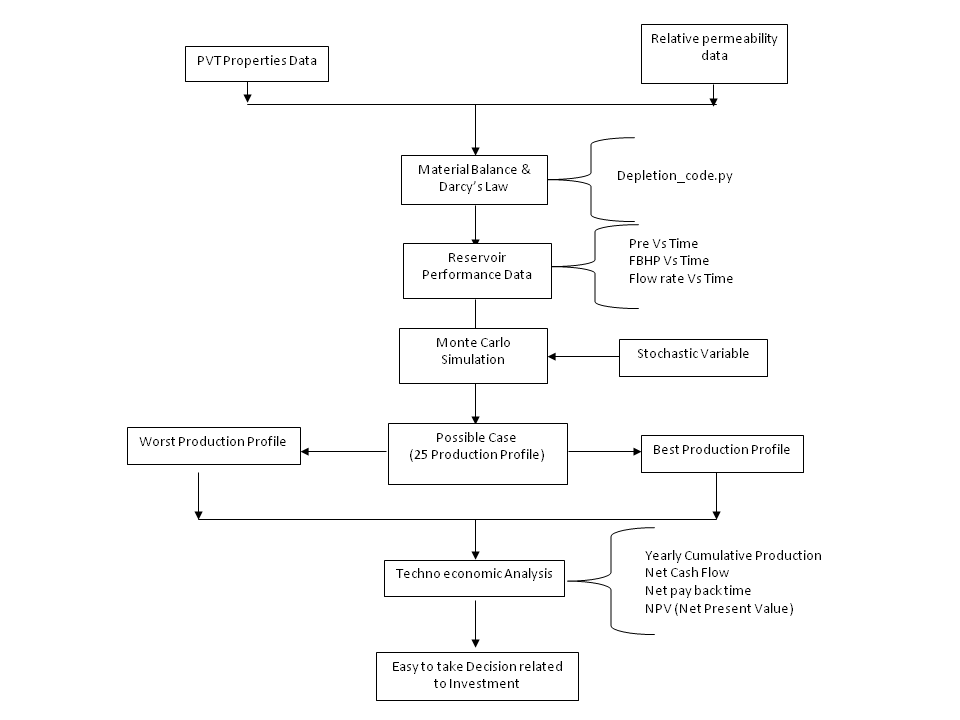 PVT Properties Data
Relative permeability
data
Material Balance &
Darcy's Law
Depletion_code.py
Reservoir
Performance Data
Pre Vs Time
FBHP Vs Time
Flow rate Vs Time
Monte Carlo
Simulation
Stochastic Variable
Worst Production Profile
Possible Case
(25 Production Profile)
Best Production Profile
Techno economic Analysis
Yearly Cumulative Production
Net Cash Flow
Net pay back time
NPV (Net Present Value)
Easy to take Decision related
to Investment